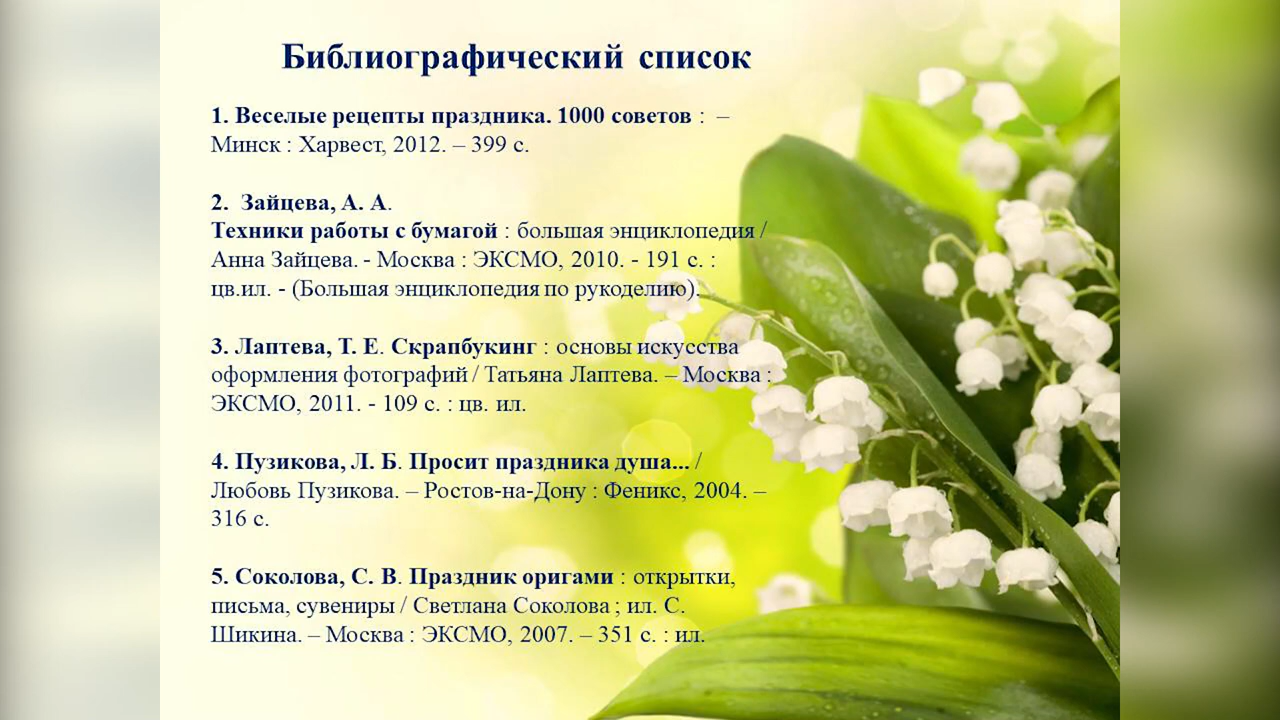 Библиографический список
1. Веселые рецепты праздника. 1000 советов :  –
Минск : Харвест, 2012. – 399 с.
2.  Зайцева, А. А.
Техники работы с бумагой : большая энциклопедия /
Анна Зайцева. - Москва : ЭКСМО, 2010. - 191 с. :
цв.ил. - (Большая энциклопедия по рукоделию).
3. Лаптева, Т. Е. Скрапбукинг : основы искусства
оформления фотографий / Татьяна Лаптева. – Москва :
ЭКСМО, 2011. - 109 с. : цв. ил.
4. Пузикова, Л. Б. Просит праздника душа... /
Любовь Пузикова. – Ростов-на-Дону : Феникс, 2004. –
316 с.
5. Соколова, С. В. Праздник оригами : открытки,
письма, сувениры / Светлана Соколова ; ил. С.
Шикина. – Москва : ЭКСМО, 2007. – 351 с. : ил.